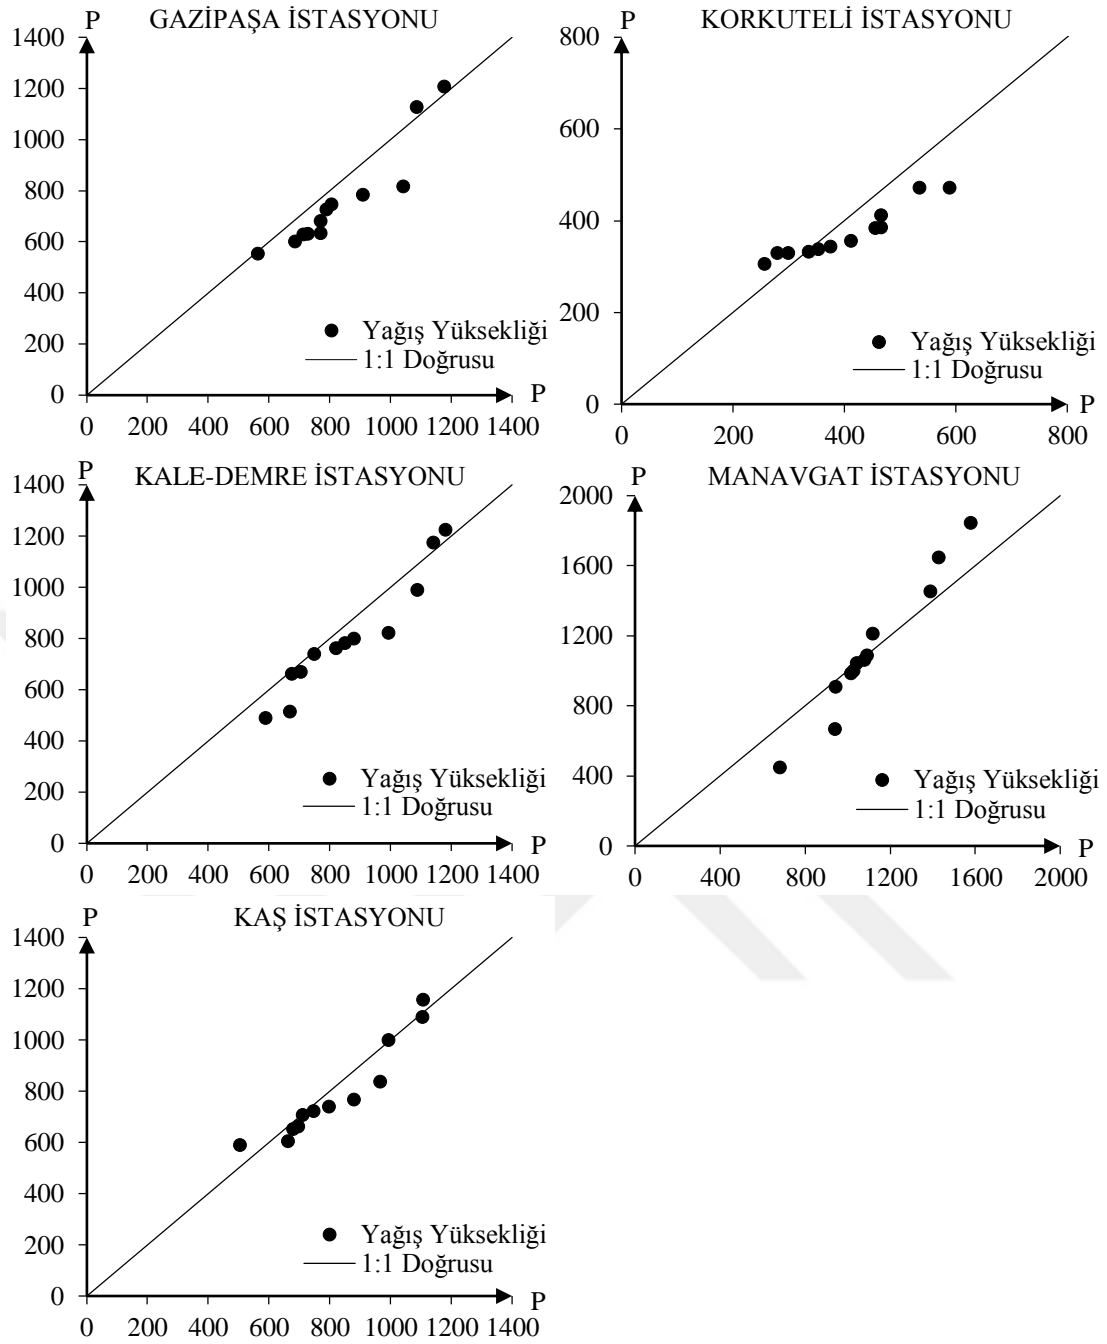 P GAZİPAŞA İSTASYONU
1400
1200
1000
800
600
400
200
0
Yağış Yüksekliği
1:1 Doğrusu
P
0 200 400 600 800 1000 1200 1400
P KORKUTELİ İSTASYONU
800
600
400
200
0
Yağış Yüksekliği
1:1 Doğrusu
P
0 200 400 600 800
P KALE-DEMRE İSTASYONU
1400
1200
1000
800
600
400
200
0
Yağış Yüksekliği
1:1 Doğrusu
P
0 200 400 600 800 1000 1200 1400
P MANAVGAT İSTASYONU
2000
1600
1200
800
400
0
Yağış Yüksekliği
1:1 Doğrusu
P
0 400 800 1200 1600 2000
P KAŞ İSTASYONU
1400
1200
1000
800
600
400
200
0
Yağış Yüksekliği
1:1 Doğrusu
P
0 200 400 600 800 1000 1200 1400